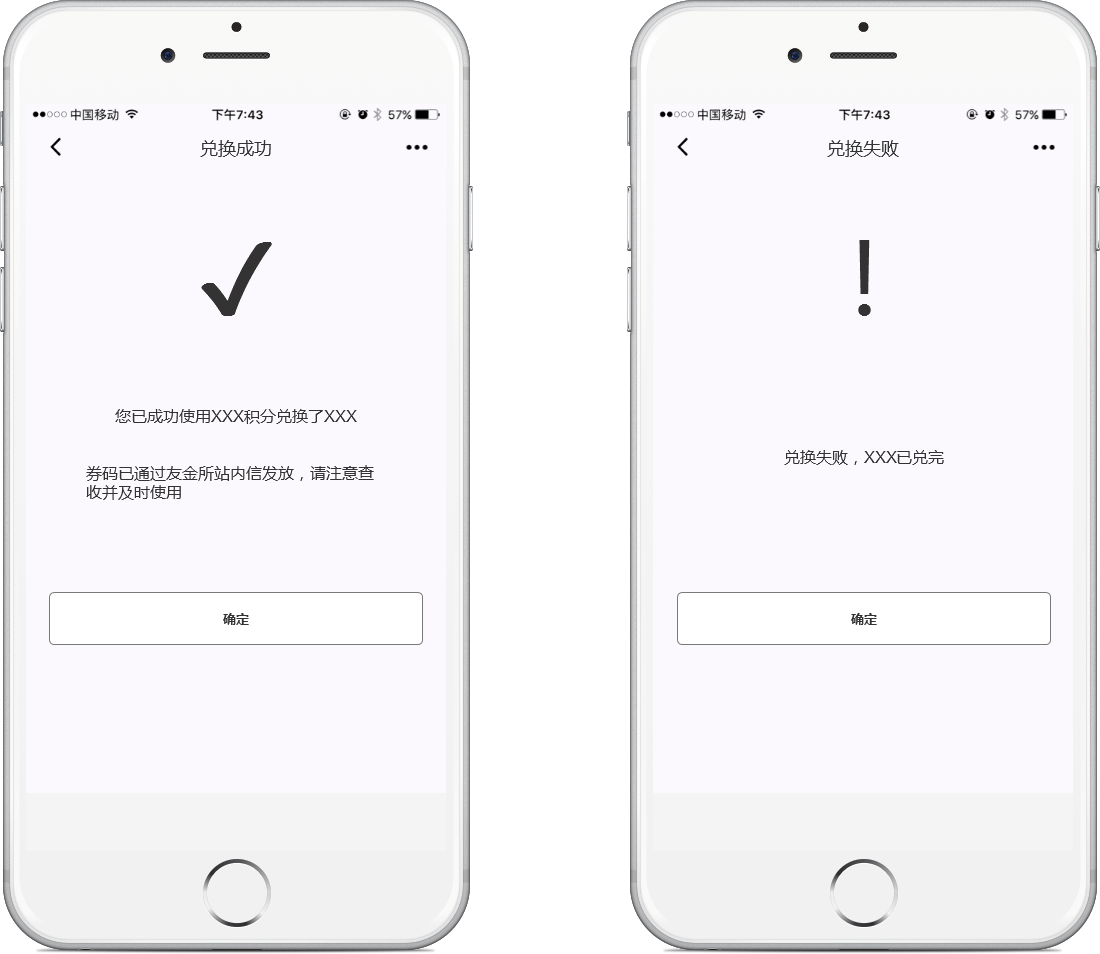 中国移动 下午7:43 57%
兑换成功
您已成功使用XXX积分兑换了XXX
券码已通过友金所站内信发放，请注意查
收并及时使用
确定
中国移动 下午7:43 57%
兑换失败
!
兑换失败，XXX已兑完
确定